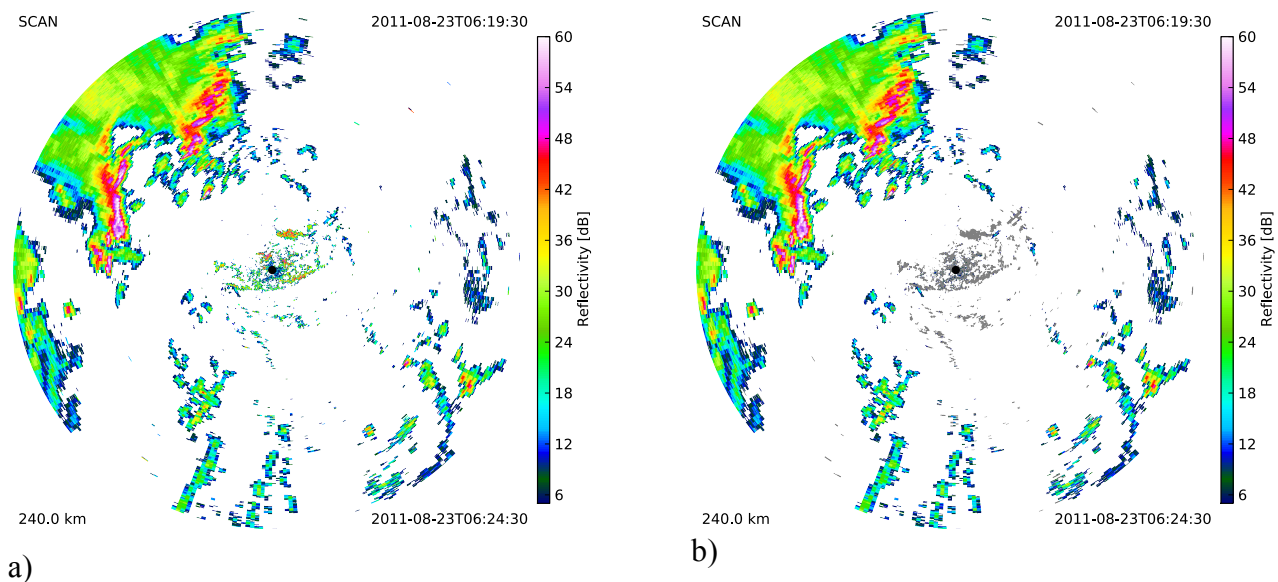 SCAN
2011-08-23T06:19:30
60
54
48
42
36
30
24
18
12
6
Reflectivity [dB]
240.0 km
2011-08-23T06:24:30
a)
SCAN
2011-08-23T06:19:30
60
54
48
42
36
30
24
18
12
6
Reflectivity [dB]
240.0 km
2011-08-23T06:24:30
b)